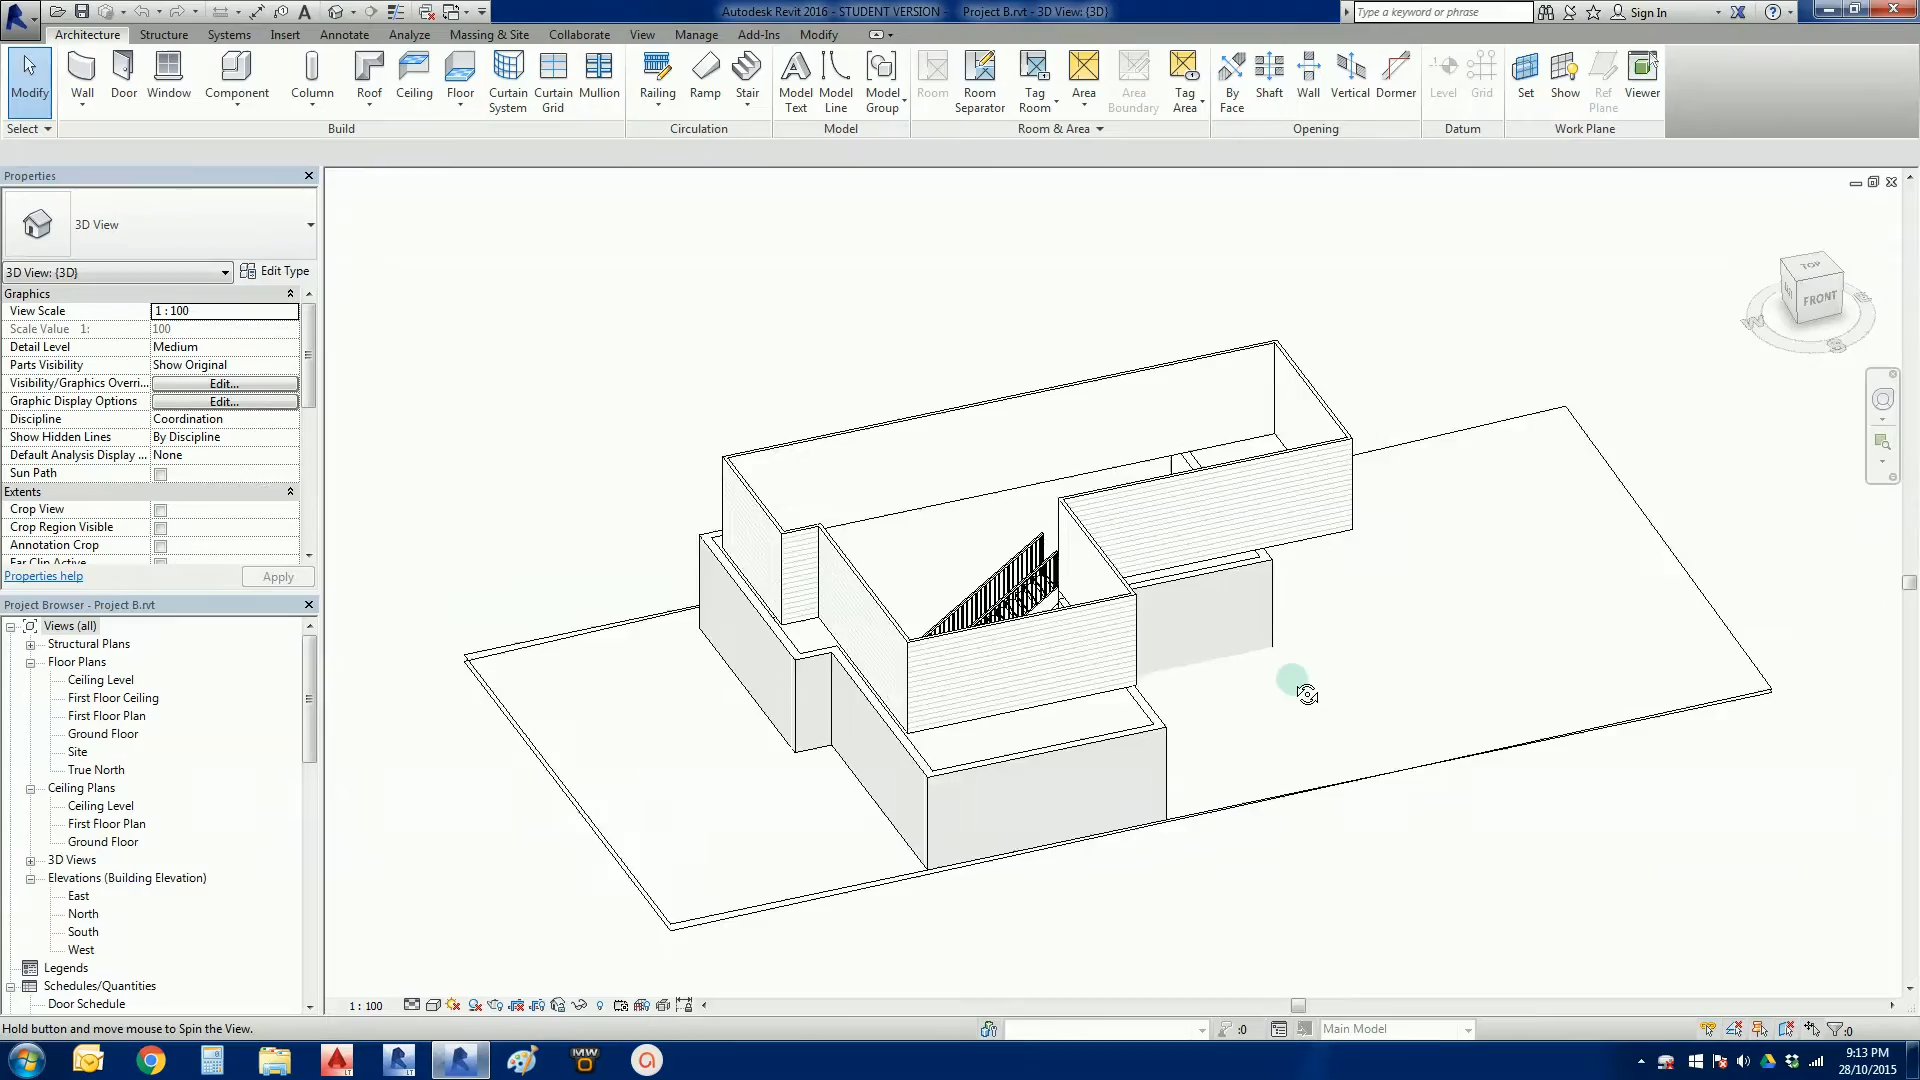 Autodesk Revit 2016 - STUDENT VERSION -    Project B.rvt - 3D View: {3D}
Type a keyword or phrase
Sign In
Architecture Structure Systems Insert Annotate Analyze Massing & Site Collaborate View Manage Add-Ins Modify
Modify Wall Door Window Component Column Roof Ceiling Floor Curtain System Curtain Grid Mullion Railing Ramp Stair Model Text Model Line Model Group Room Room Separator Tag Room Area Area Boundary Tag Area By Face Shaft Wall Vertical Dormer Level Grid Set Show Ref Plane Viewer
Select Build Circulation Model Room & Area Opening Datum Work Plane
Properties
3D View
3D View: {3D} Edit Type
Graphics
View Scale 1 : 100
Scale Value 1: 100
Detail Level Medium
Parts Visibility Show Original
Visibility/Graphics Overri... Edit...
Graphic Display Options Edit...
Discipline Coordination
Show Hidden Lines By Discipline
Default Analysis Display ... None
Sun Path
Extents
Crop View
Crop Region Visible
Annotation Crop
Far Clip Active
Properties help Apply
TOP
FRONT
W
S
Project Browser - Project B.rvt
Views (all)
Structural Plans
Floor Plans
Ceiling Level
First Floor Ceiling
First Floor Plan
Ground Floor
Site
True North
Ceiling Plans
Ceiling Level
First Floor Plan
Ground Floor
3D Views
Elevations (Building Elevation)
East
North
South
West
Legends
Schedules/Quantities
Door Schedule
1 : 100
Hold button and move mouse to Spin the View.
:0
Main Model
:0
LT
LT
MW
9:13 PM
28/10/2015